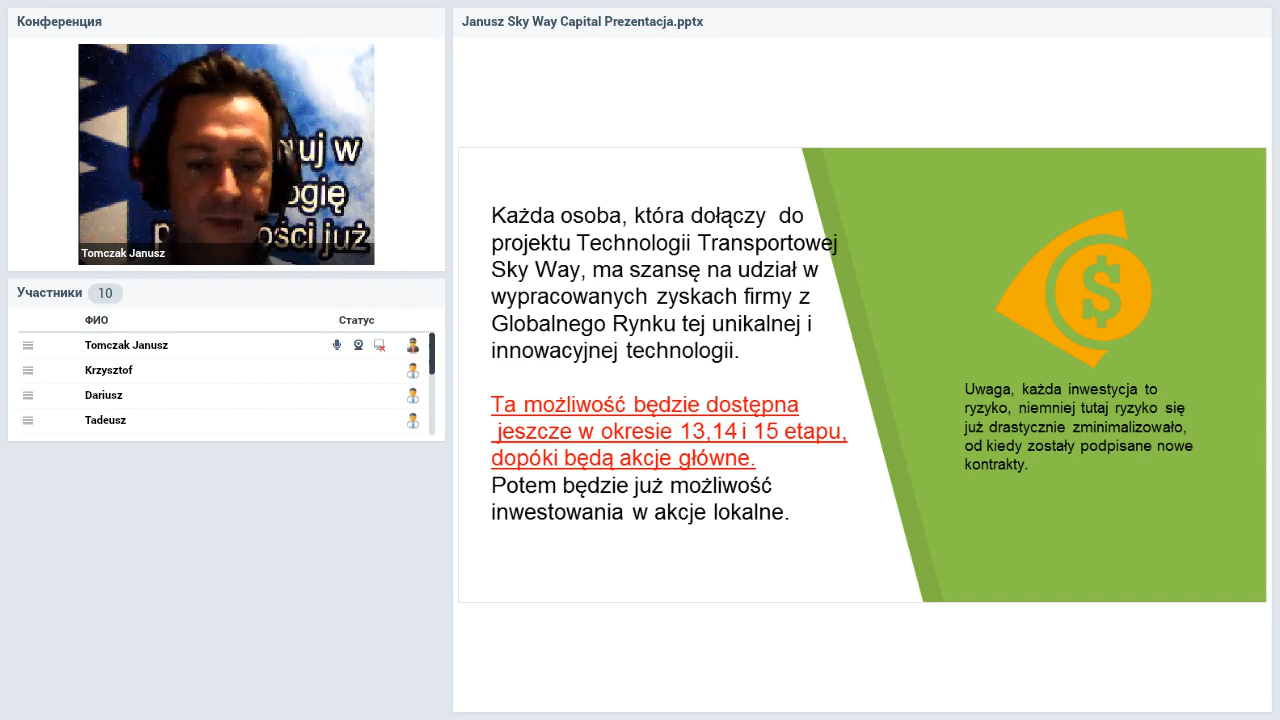 Конференция
uj w
ogię
p ości już
Tomczak Janusz
Участники 10
ФИО Статус
Tomczak Janusz
Krzysztof
Dariusz
Tadeusz
Janusz Sky Way Capital Prezentacja.pptx
Każda osoba, która dołączy do
projektu Technologii Transportowej
Sky Way, ma szansę na udział w
wypracowanych zyskach firmy z
Globalnego Rynku tej unikalnej i
innowacyjnej technologii.
Ta możliwość będzie dostępna
jeszcze w okresie 13,14 i 15 etapu,
dopóki będą akcje główne.
Potem będzie już możliwość
inwestowania w akcje lokalne.
$
Uwaga, każda inwestycja to
ryzyko, niemniej tutaj ryzyko się
już drastycznie zminimalizowało,
od kiedy zostały podpisane nowe
kontrakty.